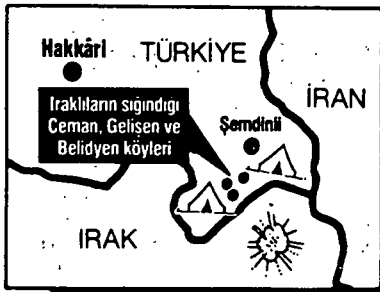 Hakkâri
TÜRKİYE
İRAN
Iraklıların sığındığı
Ceman, Gelişen ve
Belidyen köyleri
Şemdinli
IRAK